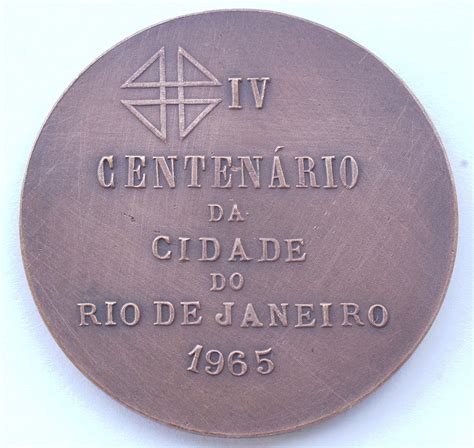 IV
CENTENÁRIO
DA
CIDADE
DO
RIO DE JANEIRO
1965